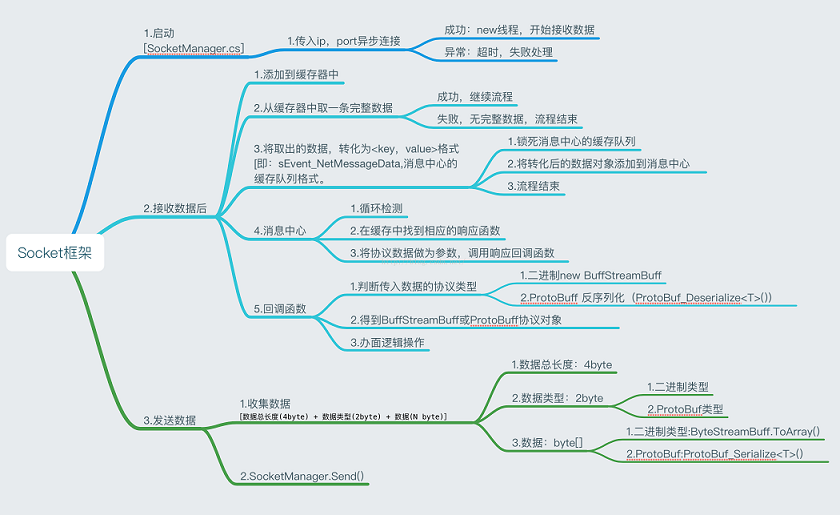 Socket框架
1.启动
[SocketManager.cs]
1.传入ip，port异步连接
成功：new线程，开始接收数据
异常：超时，失败处理
2.接收数据后
1.添加到缓存器中
2.从缓存器中取一条完整数据
成功，继续流程
失败，无完整数据，流程结束
3.将取出的数据，转化为<key，value>格式
[即：sEvent_NetMessageData,消息中心的
缓存队列格式。
1.锁死消息中心的缓存队列
2.将转化后的数据对象添加到消息中心
3.流程结束
4.消息中心
1.循环检测
2.在缓存中找到相应的响应函数
3.将协议数据做为参数，调用响应回调函数
5.回调函数
1.判断传入数据的协议类型
1.二进制new BuffStreamBuff
2.ProtoBuff 反序列化（ProtoBuf_Deserialize<T>()）
2.得到BuffStreamBuff或ProtoBuff协议对象
3.办面逻辑操作
3.发送数据
1.收集数据
[数据总长度(4byte) + 数据类型(2byte) + 数据(N byte)]
1.数据总长度：4byte
2.数据类型：2byte
1.二进制类型
2.ProtoBuf类型
3.数据：byte[]
1.二进制类型:ByteStreamBuff.ToArray()
2.ProtoBuf:ProtoBuf_Serialize<T>()
2.SocketManager.Send()